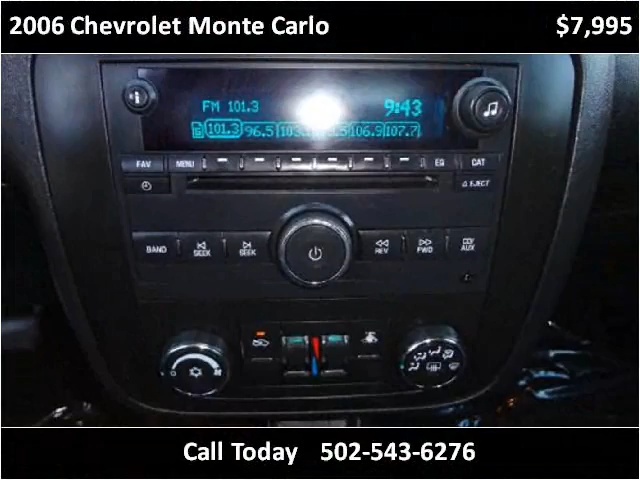 2006 Chevrolet Monte Carlo $7,995
FM 101.3 9:43
101.3 96.5 106.9 107.7
FAV MENU EQ CAT
EJECT
BAND SEEK SEEK REV FWD CD/AUX
Call Today 502-543-6276